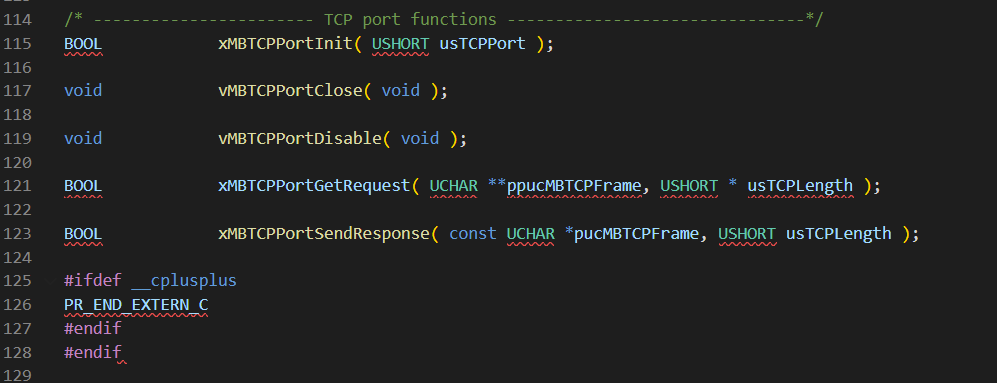 114 /* ----------------------- TCP port functions -------------------------------*/
115 BOOL            xMBTCPPortInit( USHORT usTCPPort );
116
117 void            vMBTCPPortClose( void );
118
119 void            vMBTCPPortDisable( void );
120
121 BOOL            xMBTCPPortGetRequest( UCHAR **ppucMBTCPFrame, USHORT * usTCPLength );
122
123 BOOL            xMBTCPPortSendResponse( const UCHAR *pucMBTCPFrame, USHORT usTCPLength );
124
125 #ifdef __cplusplus
126 PR_END_EXTERN_C
127 #endif
128 #endif
129